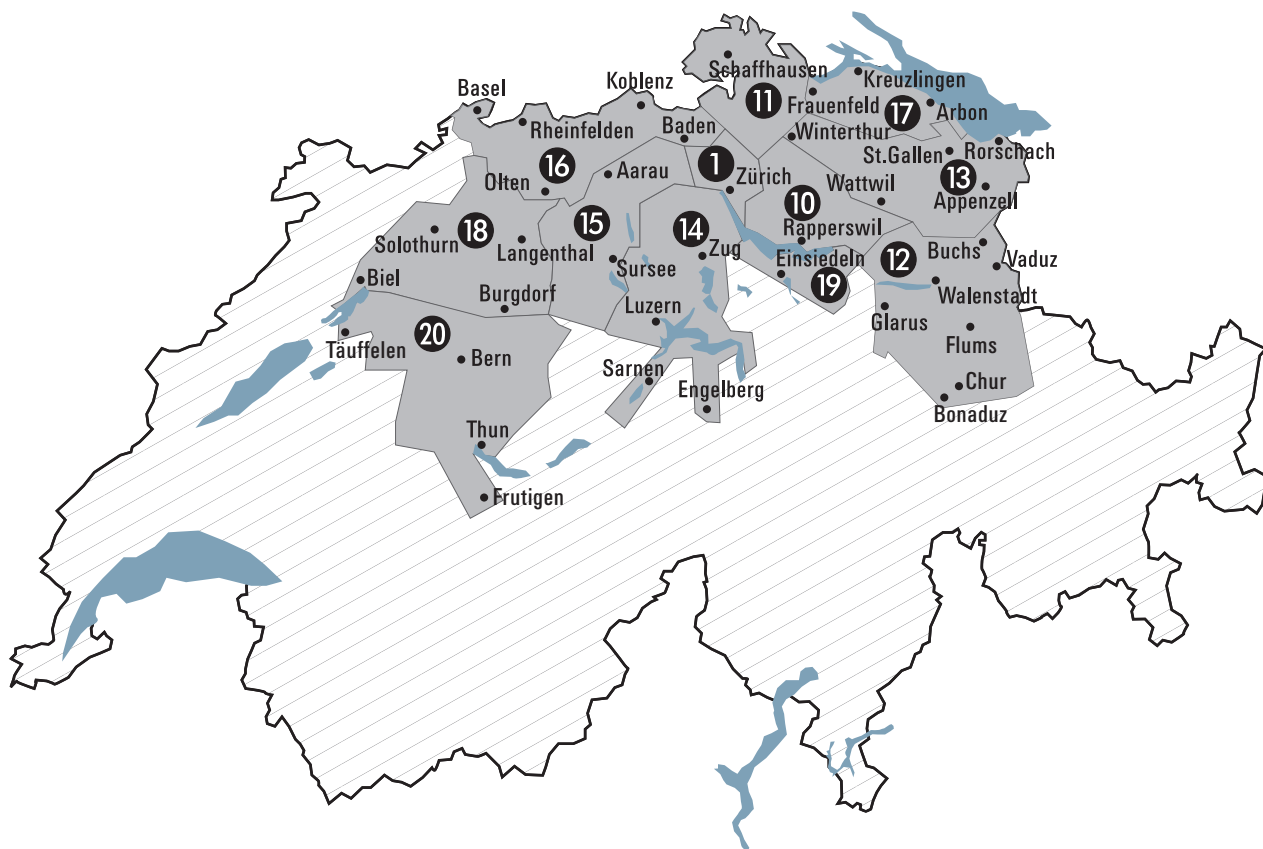 Schaffhausen
Kreuzlingen
Basel
Koblenz
11
Frauenfeld
17
Arbon
Rheinfelden
Baden
Winterthur
St.Gallen
Rorschach
16
Aarau
1
Zürich
Wattwil
13
Olten
Appenzell
10
15
Rapperswil
18
14
Solothurn
Langenthal
Zug
Buchs
Sursee
Einsiedeln
12
Vaduz
Biel
19
Walenstadt
Burgdorf
Luzern
Glarus
20
Täuffelen
Bern
Flums
Sarnen
Engelberg
Chur
Bonaduz
Thun
Frutigen